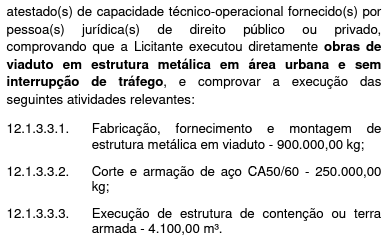 atestado(s) de capacidade técnico-operacional fornecido(s) por
pessoa(s) jurídica(s) de direito público ou privado,
comprovando que a Licitante executou diretamente obras de
viaduto em estrutura metálica em área urbana e sem
interrupção de tráfego, e comprovar a execução das
seguintes atividades relevantes:
12.1.3.3.1. Fabricação, fornecimento e montagem de
estrutura metálica em viaduto - 900.000,00 kg;
12.1.3.3.2. Corte e armação de aço CA50/60 - 250.000,00
kg;
12.1.3.3.3. Execução de estrutura de contenção ou terra
armada - 4.100,00 m³.